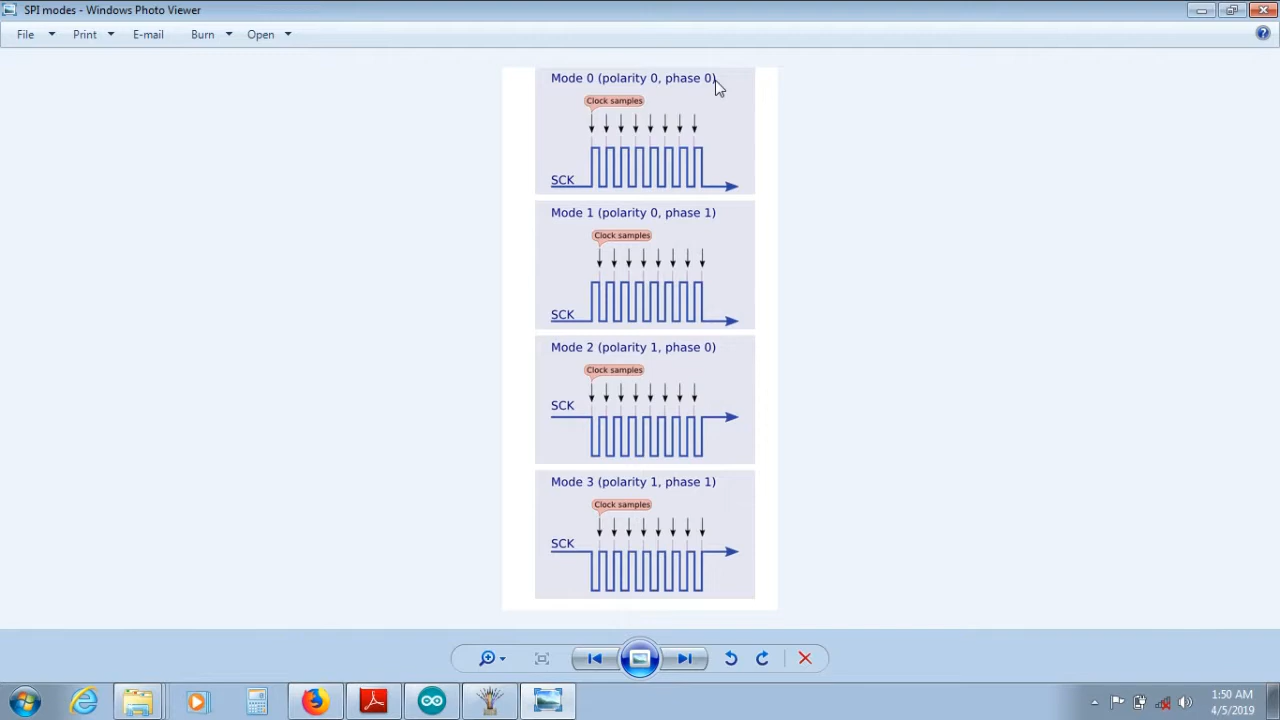 SPI modes - Windows Photo Viewer
File Print E-mail Burn Open
Mode 0 (polarity 0, phase 0)
Clock samples
SCK
Mode 1 (polarity 0, phase 1)
Clock samples
SCK
Mode 2 (polarity 1, phase 0)
Clock samples
SCK
Mode 3 (polarity 1, phase 1)
Clock samples
SCK
1:50 AM
4/5/2019